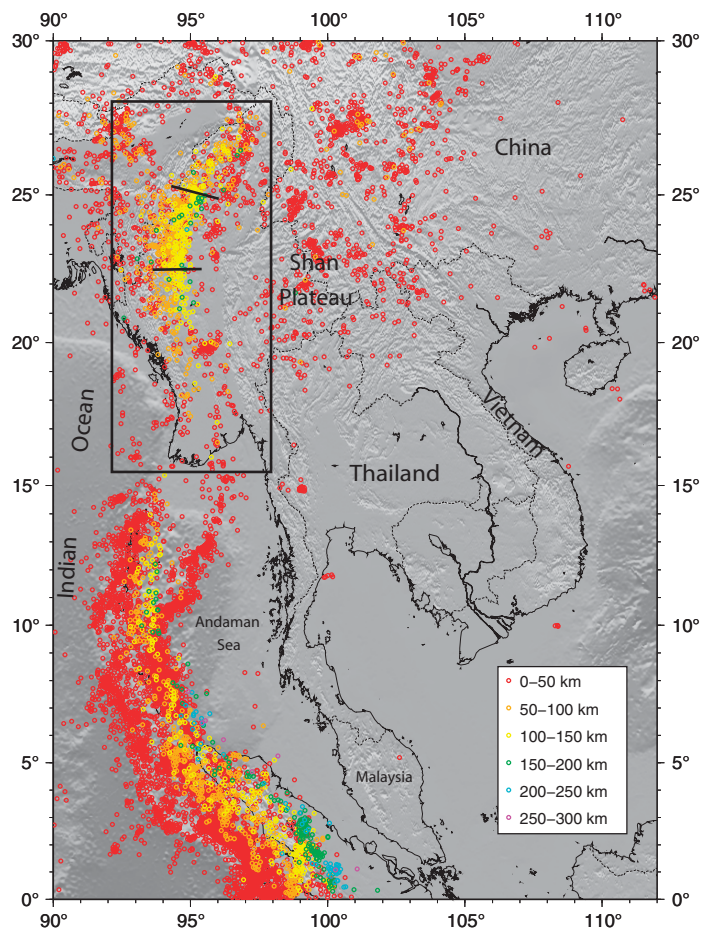 90° 95° 100° 105° 110°
30° 30°
China
25° 25°
Shan
Plateau
20° 20°
Ocean
Vietnam
Thailand
15° 15°
Indian
Andaman
Sea
10° 10°
0–50 km
50–100 km
100–150 km
150–200 km
200–250 km
250–300 km
5° 5°
Malaysia
0° 0°
90° 95° 100° 105° 110°